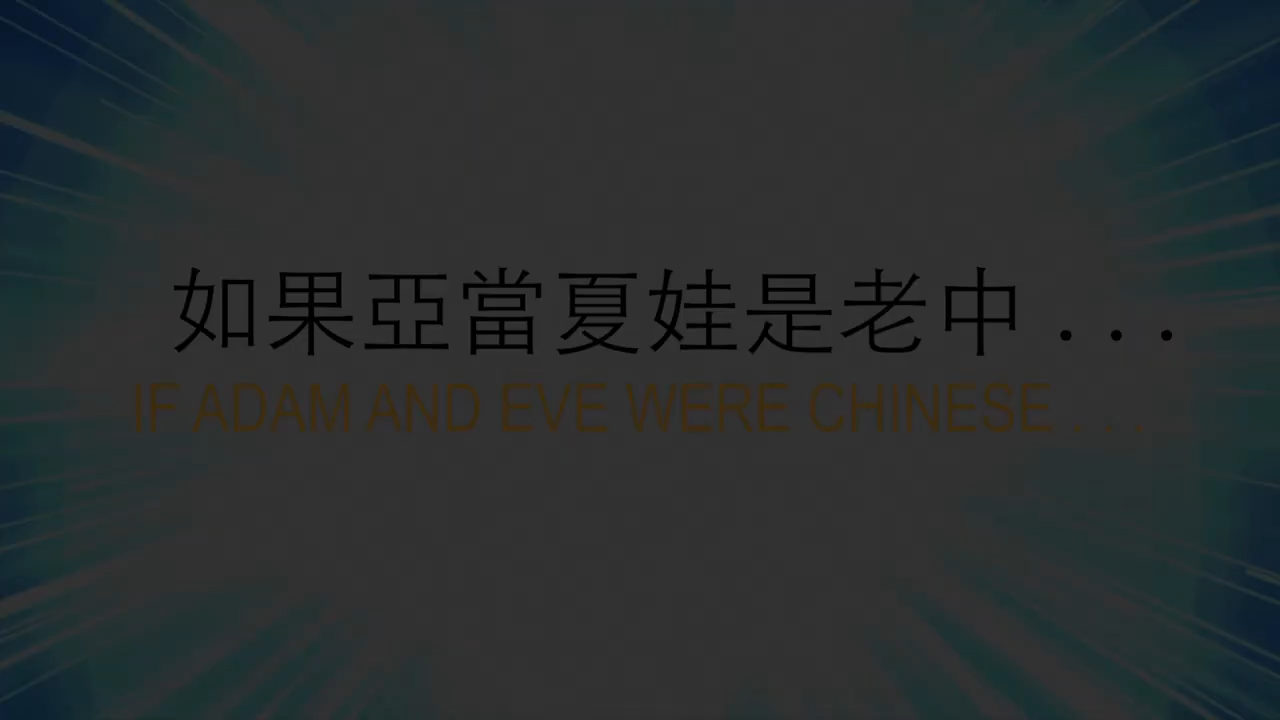 如果亞當夏娃是老中 . . .
IF ADAM AND EVE WERE CHINESE . . .